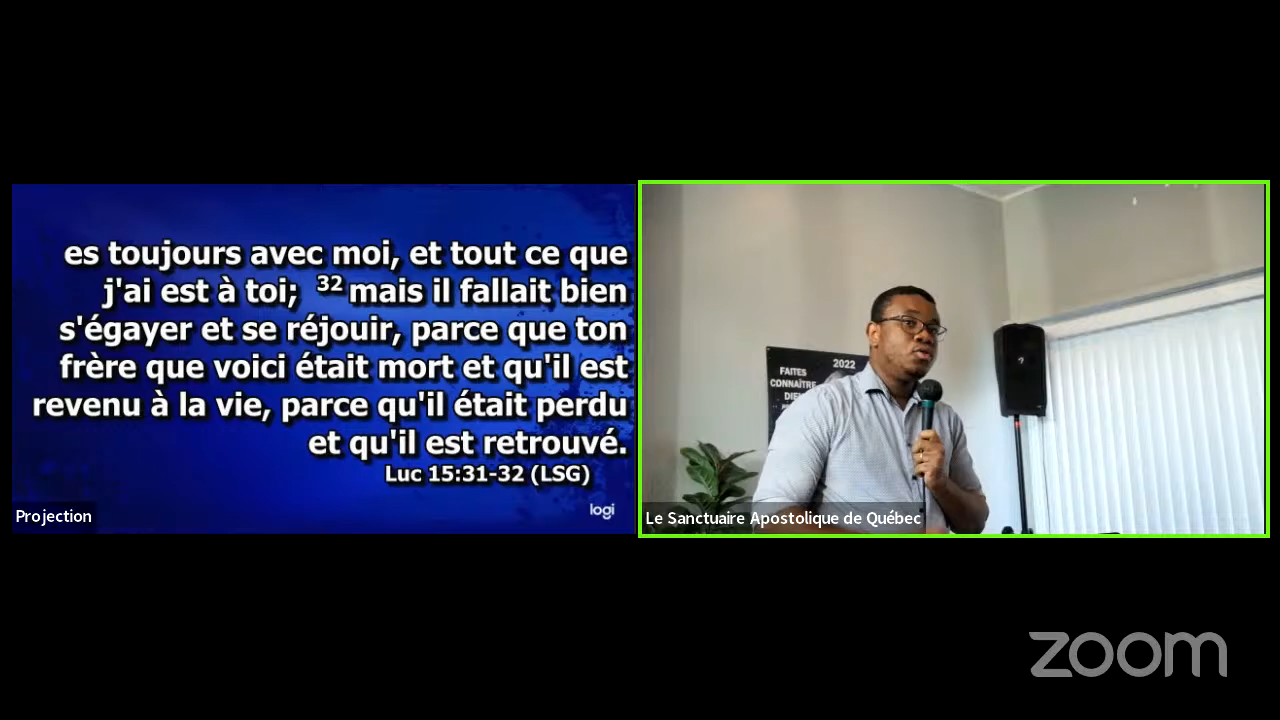 es toujours avec moi, et tout ce que
j'ai est à toi; 32 mais il fallait bien
s'égayer et se réjouir, parce que ton
frère que voici était mort et qu'il est
revenu à la vie, parce qu'il était perdu
et qu'il est retrouvé.
Luc 15:31-32 (LSG)
logi
Projection
2022
FAITES
CONNAÎTRE
DIEU
Le Sanctuaire Apostolique de Québec
zoom